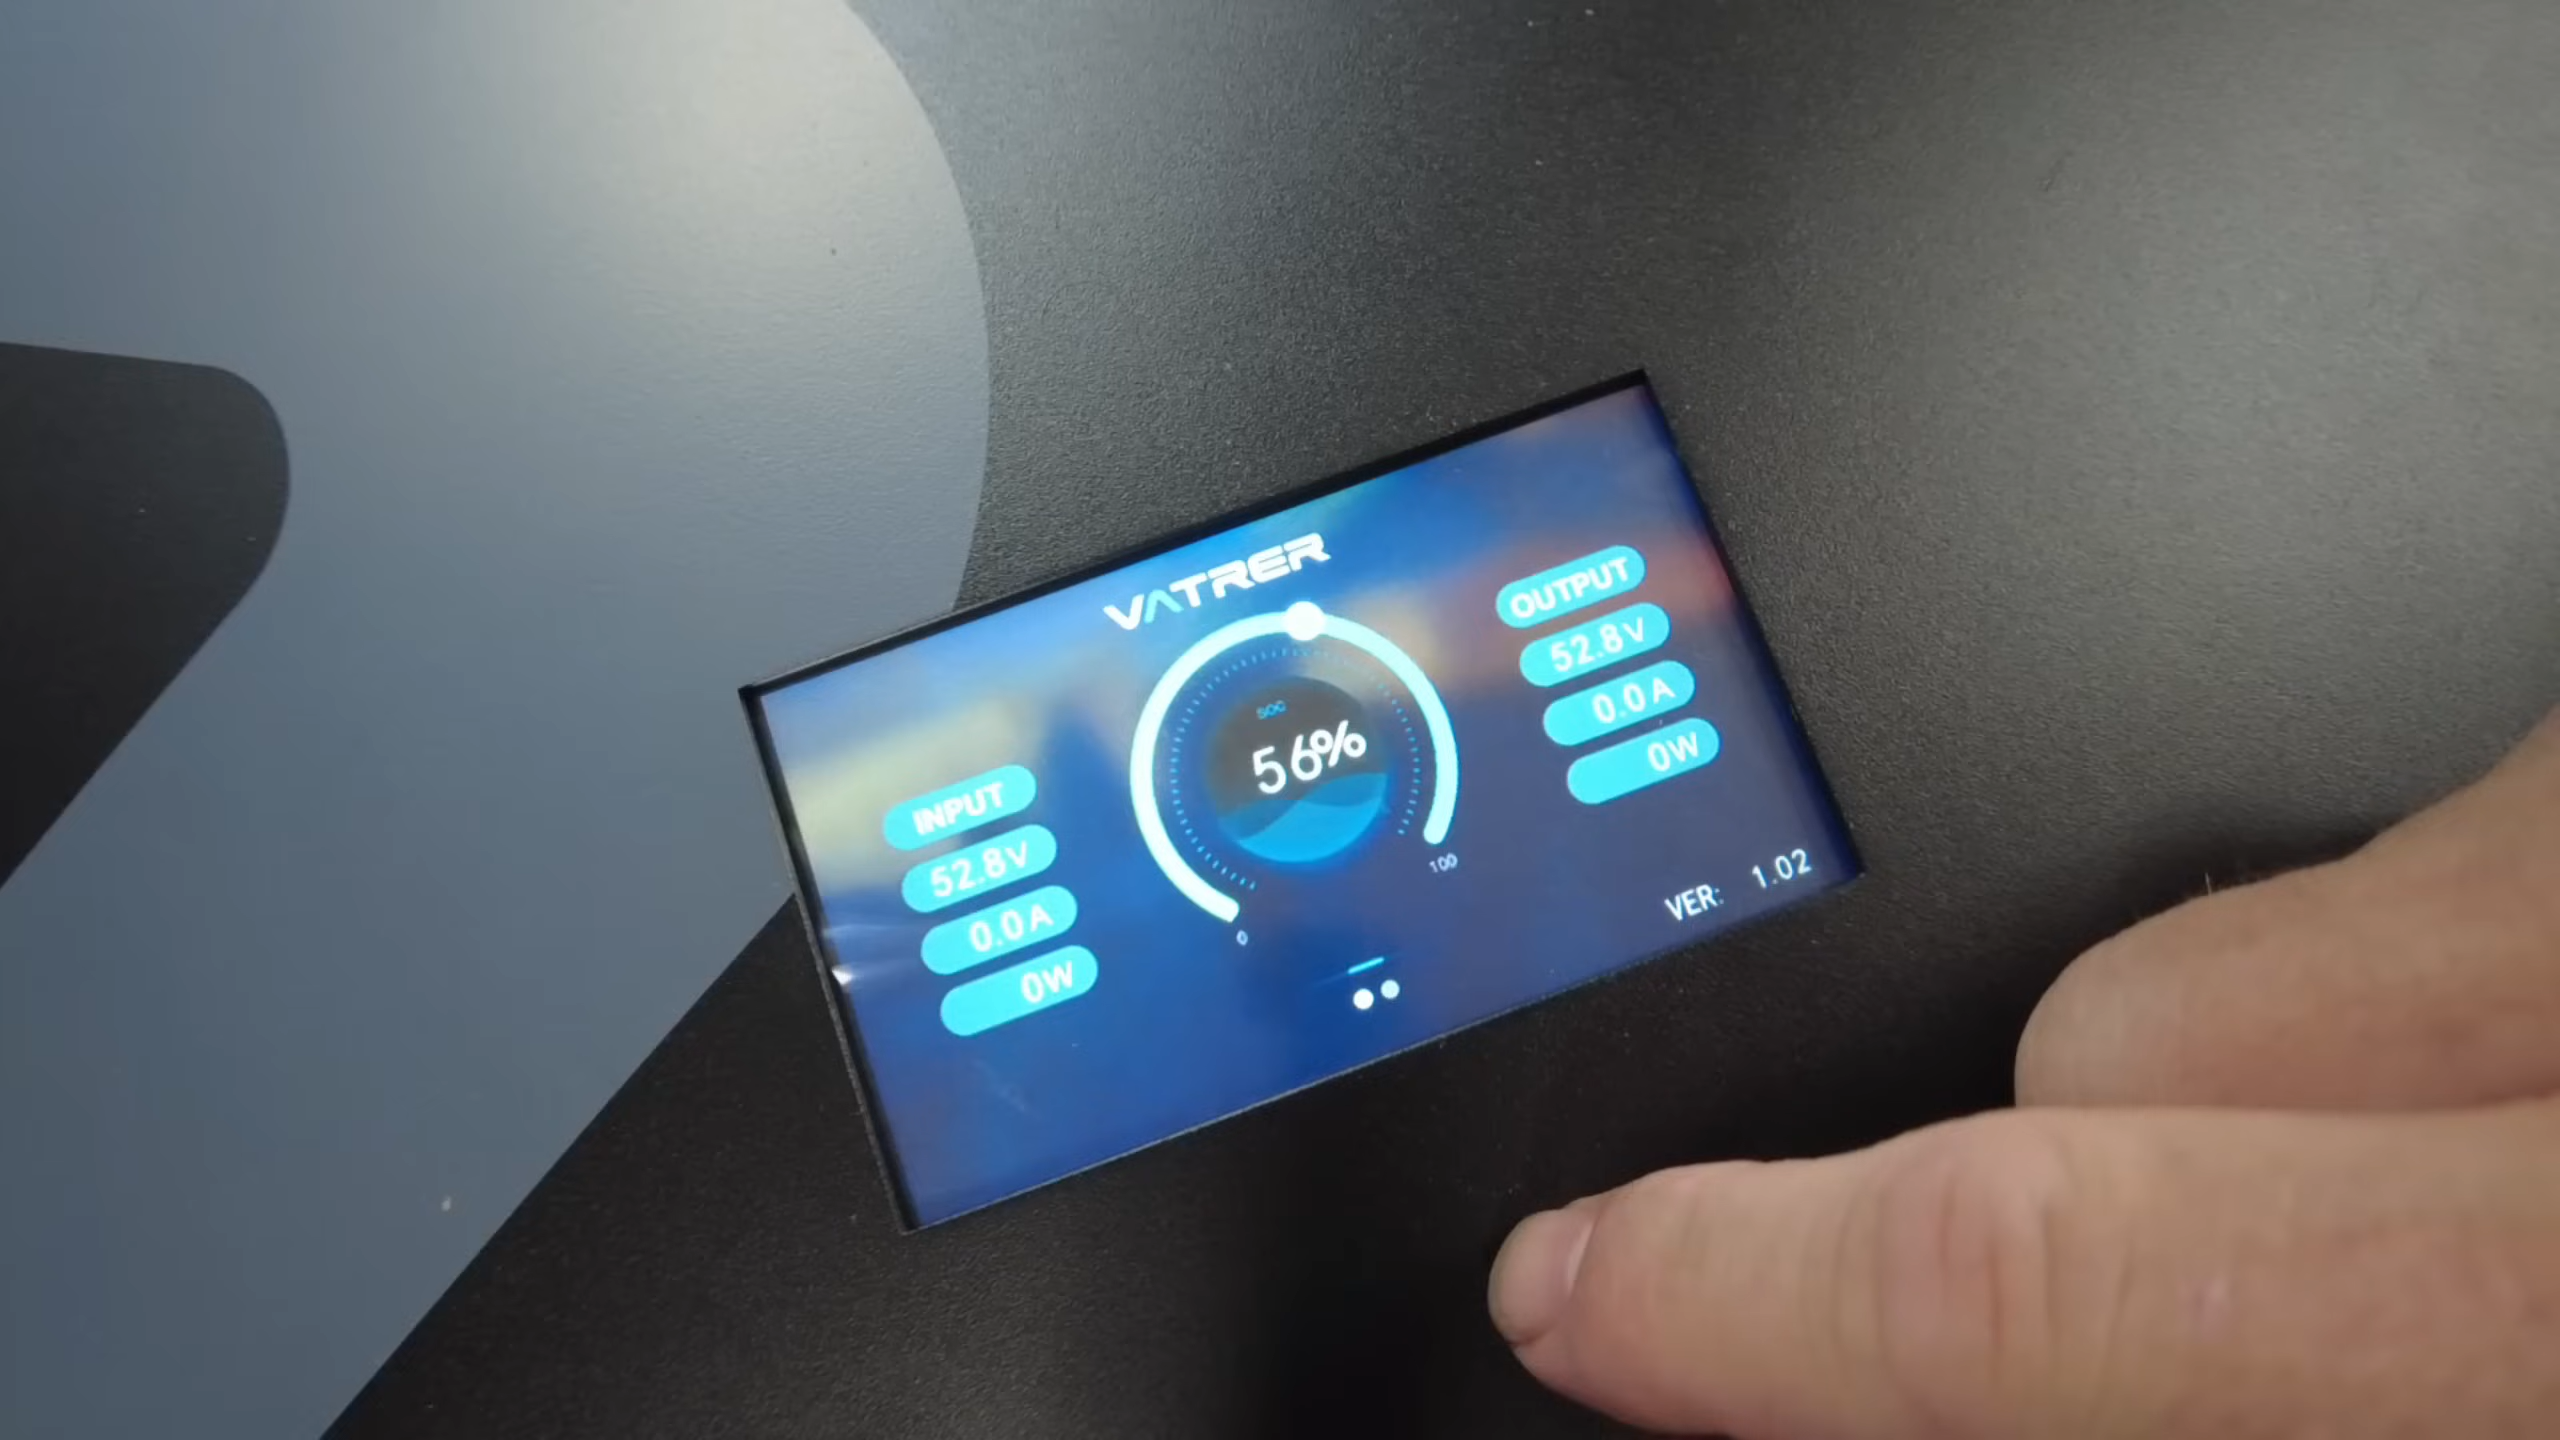 VATRER
INPUT
52.8V
0.0A
0W
SOC
56%
0
100
OUTPUT
52.8V
0.0A
0W
VER: 1.02